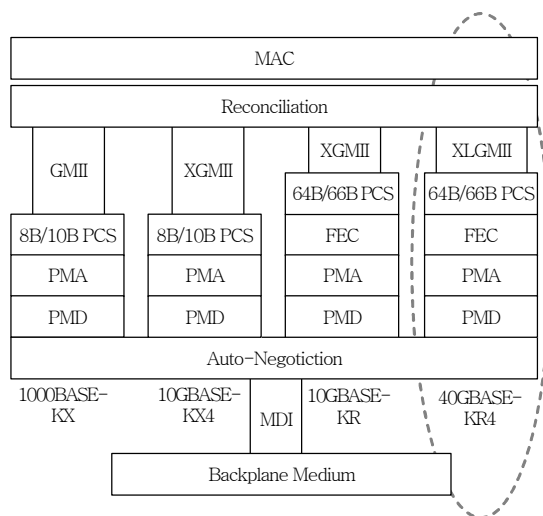 MAC
Reconciliation
GMII
XGMII
XGMII
XLGMII
64B/66B PCS
64B/66B PCS
8B/10B PCS
8B/10B PCS
FEC
FEC
PMA
PMA
PMA
PMA
PMD
PMD
PMD
PMD
Auto-Negotiction
1000BASE-
KX
10GBASE-
KX4
MDI
10GBASE-
KR
40GBASE-
KR4
Backplane Medium